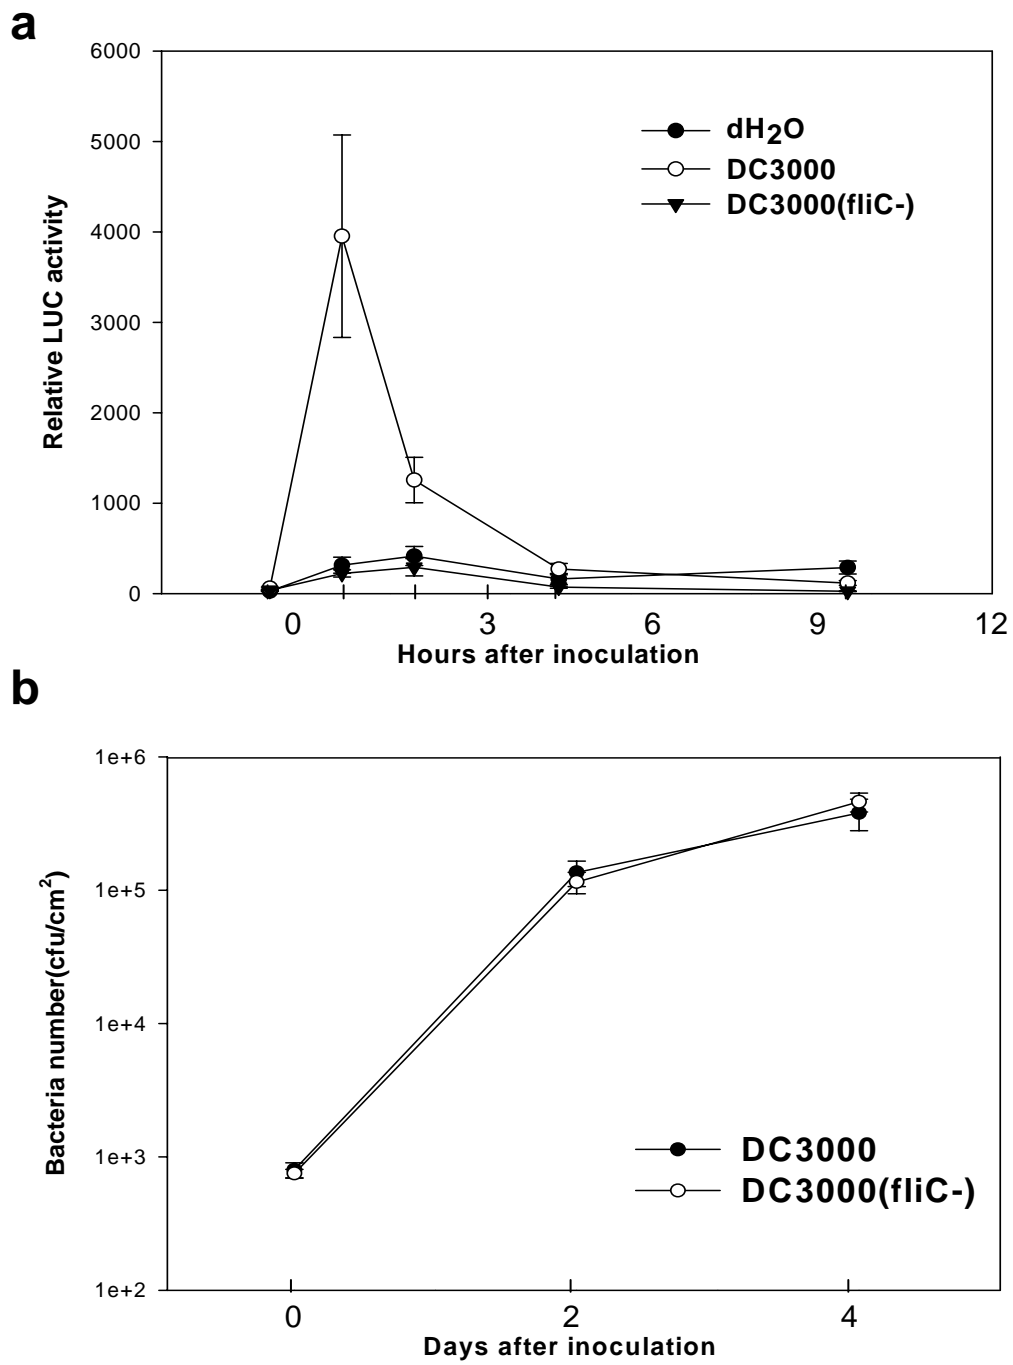 a
6000
5000
4000
3000
2000
1000
0
Relative LUC activity
dH2O
DC3000
DC3000(fliC-)
0 3 6 9 12
Hours after inoculation
b
1e+6
1e+5
1e+4
1e+3
1e+2
Bacteria number(cfu/cm²)
DC3000
DC3000(fliC-)
0 2 4
Days after inoculation